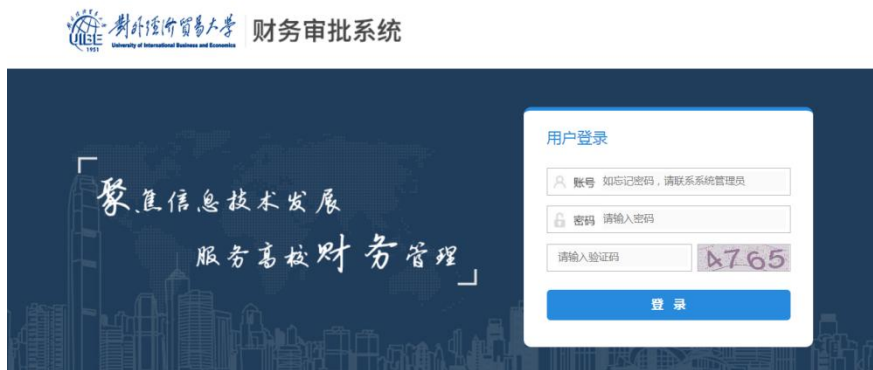 對外經濟貿易大學 财务审批系统
University of International Business and Economics
UIBE
1951
用户登录
账号 如忘记密码，请联系系统管理员
密码 请输入密码
请输入验证码 4765
登 录
「聚焦信息技术发展
服务高校财务管理」